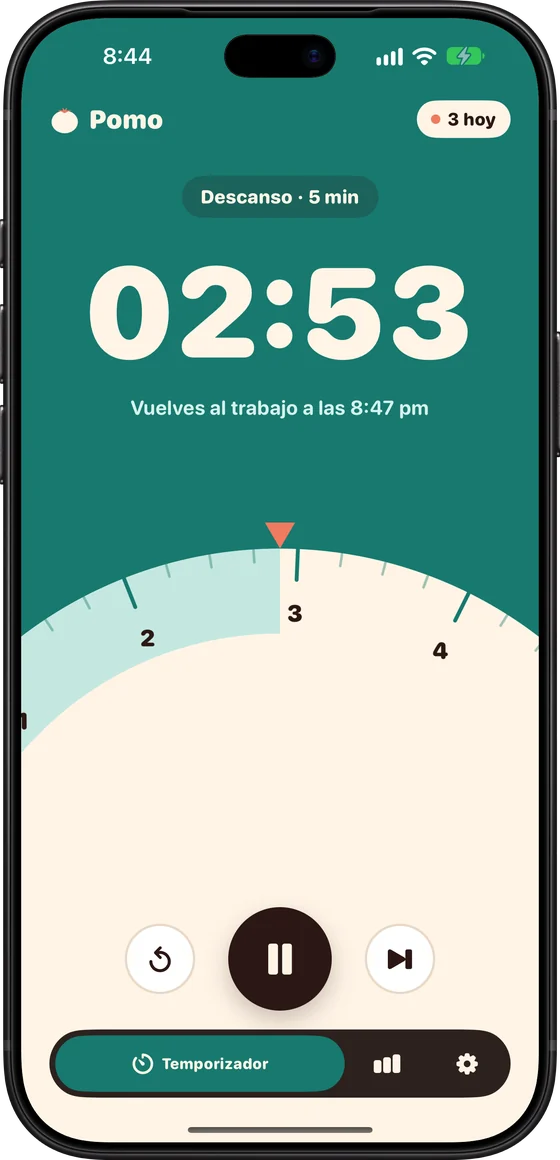 8:44
Pomo
3 hoy
Descanso · 5 min
02:53
Vuelves al trabajo a las 8:47 pm
3
2
4
1
Temporizador